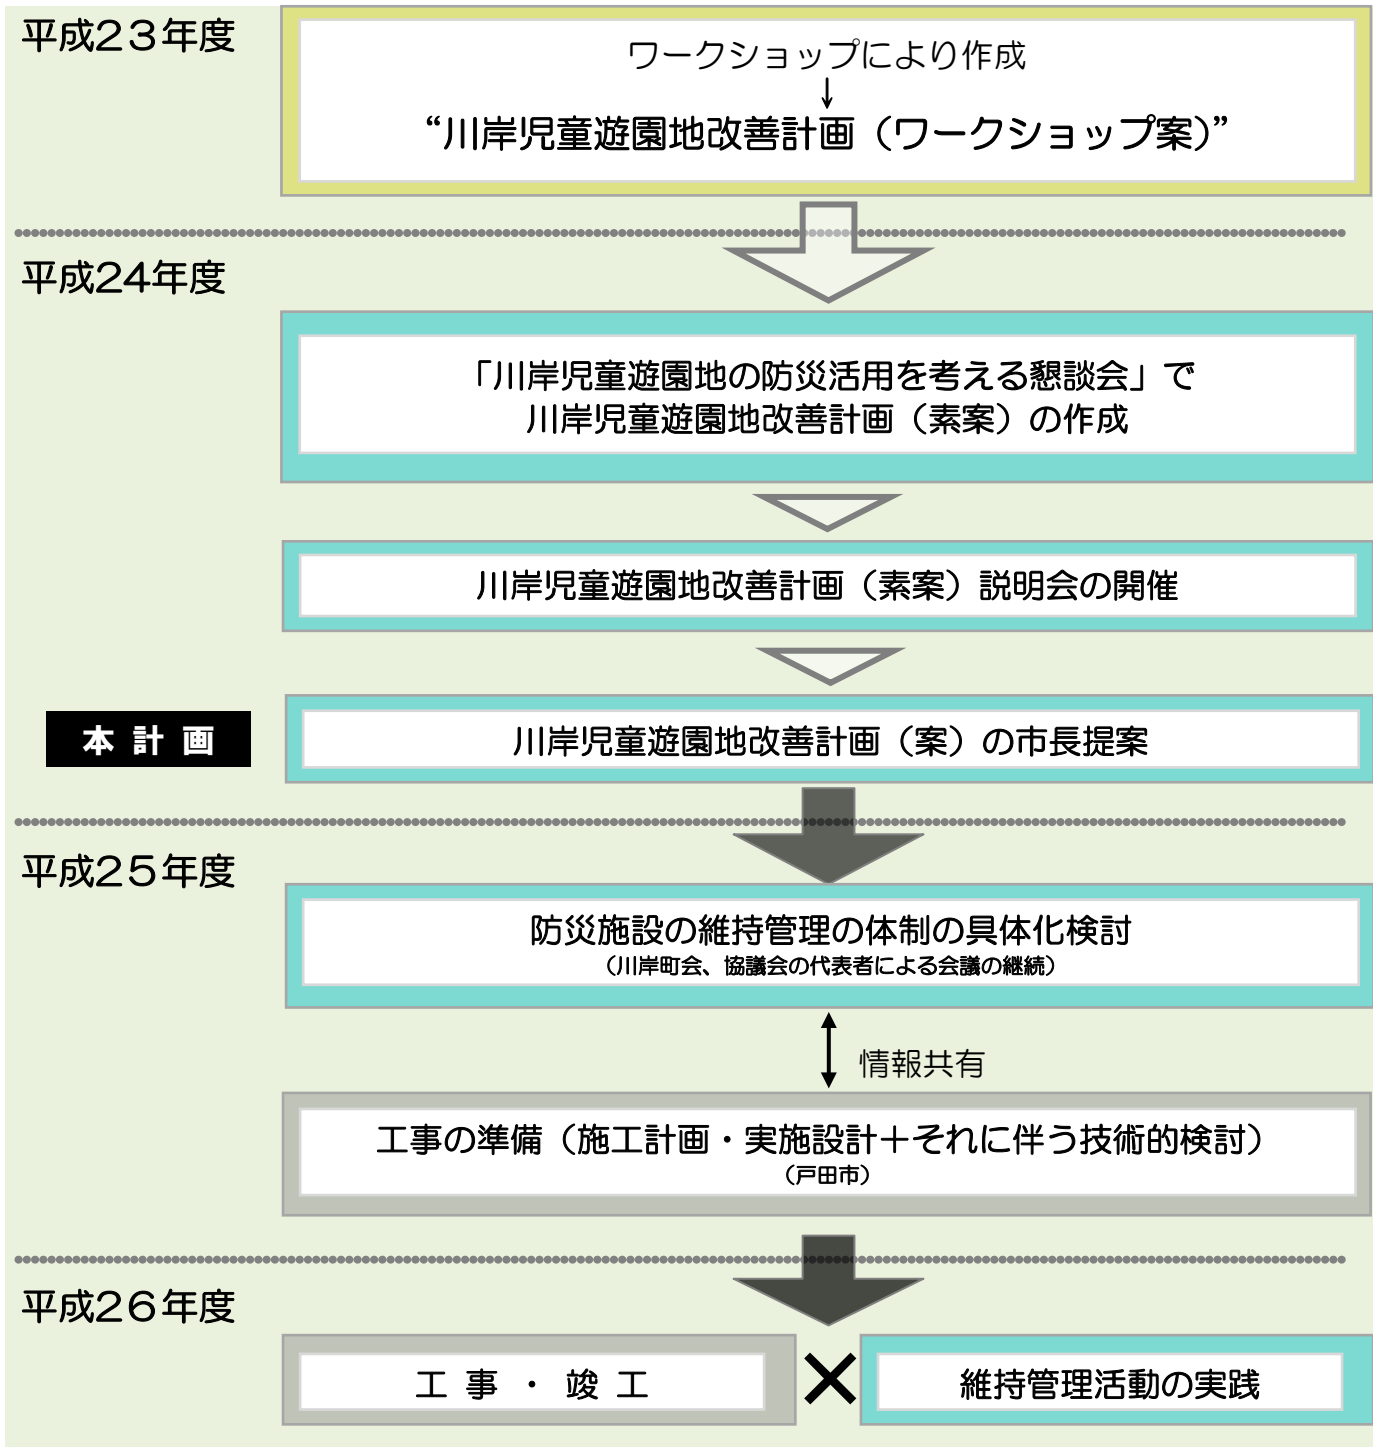 平成２３年度
ワークショップにより作成
↓
“川岸児童遊園地改善計画（ワークショップ案）”
平成24年度
「川岸児童遊園地の防災活用を考える懇談会」で
川岸児童遊園地改善計画（素案）の作成
川岸児童遊園地改善計画（素案）説明会の開催
本 計 画
川岸児童遊園地改善計画（案）の市長提案
平成２５年度
防災施設の維持管理の体制の具体化検討
（川岸町会、協議会の代表者による会議の継続）
情報共有
工事の準備（施工計画・実施設計＋それに伴う技術的検討）
（戸田市）
平成２６年度
工 事 ・ 竣 工
×
維持管理活動の実践